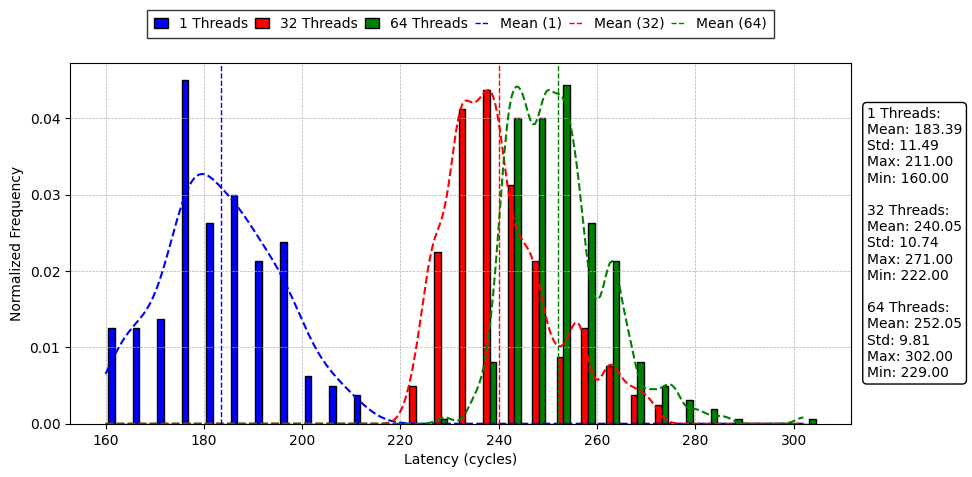 1 Threads 32 Threads 64 Threads Mean (1) Mean (32) Mean (64)
Normalized Frequency
0.04
0.03
0.02
0.01
0.00
160 180 200 220 240 260 280 300
Latency (cycles)
1 Threads:
Mean: 183.39
Std: 11.49
Max: 211.00
Min: 160.00
32 Threads:
Mean: 240.05
Std: 10.74
Max: 271.00
Min: 222.00
64 Threads:
Mean: 252.05
Std: 9.81
Max: 302.00
Min: 229.00